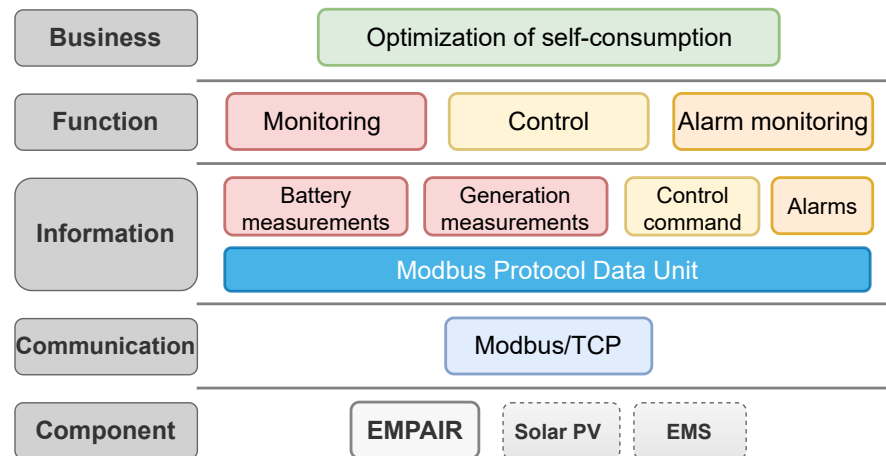 Business
Optimization of self-consumption
Function
Monitoring
Control
Alarm monitoring
Information
Battery
measurements
Generation
measurements
Control
command
Alarms
Modbus Protocol Data Unit
Communication
Modbus/TCP
Component
EMPAIR
Solar PV
EMS